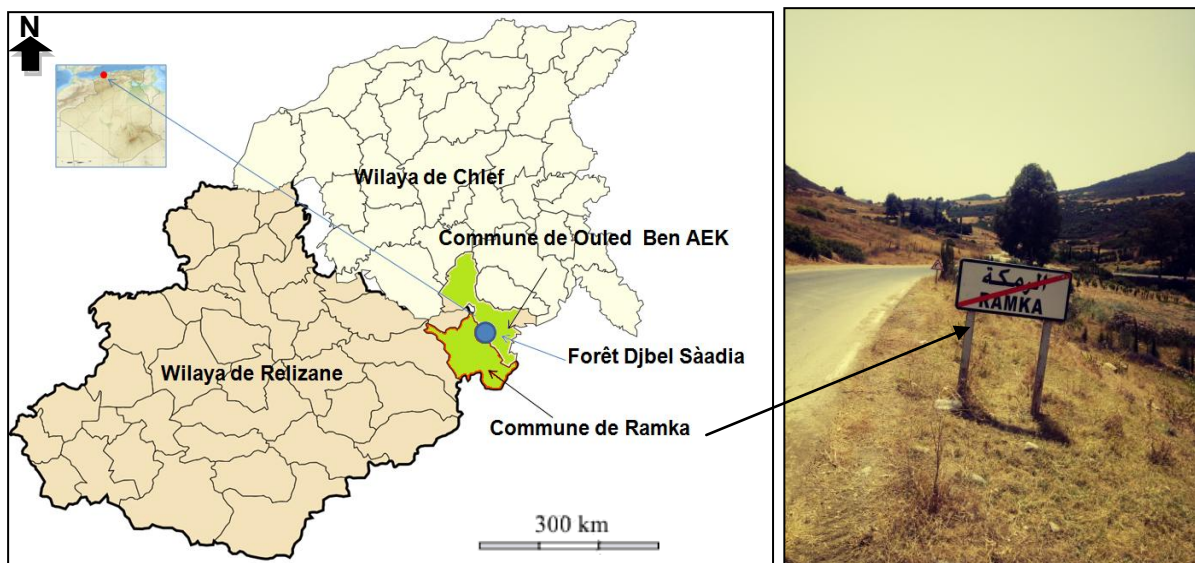 N
Wilaya de Chlef
Commune de Ouled Ben AEK
Forêt Djbel Sàadia
Wilaya de Relizane
Commune de Ramka
300 km
الرمكة
RAMKA